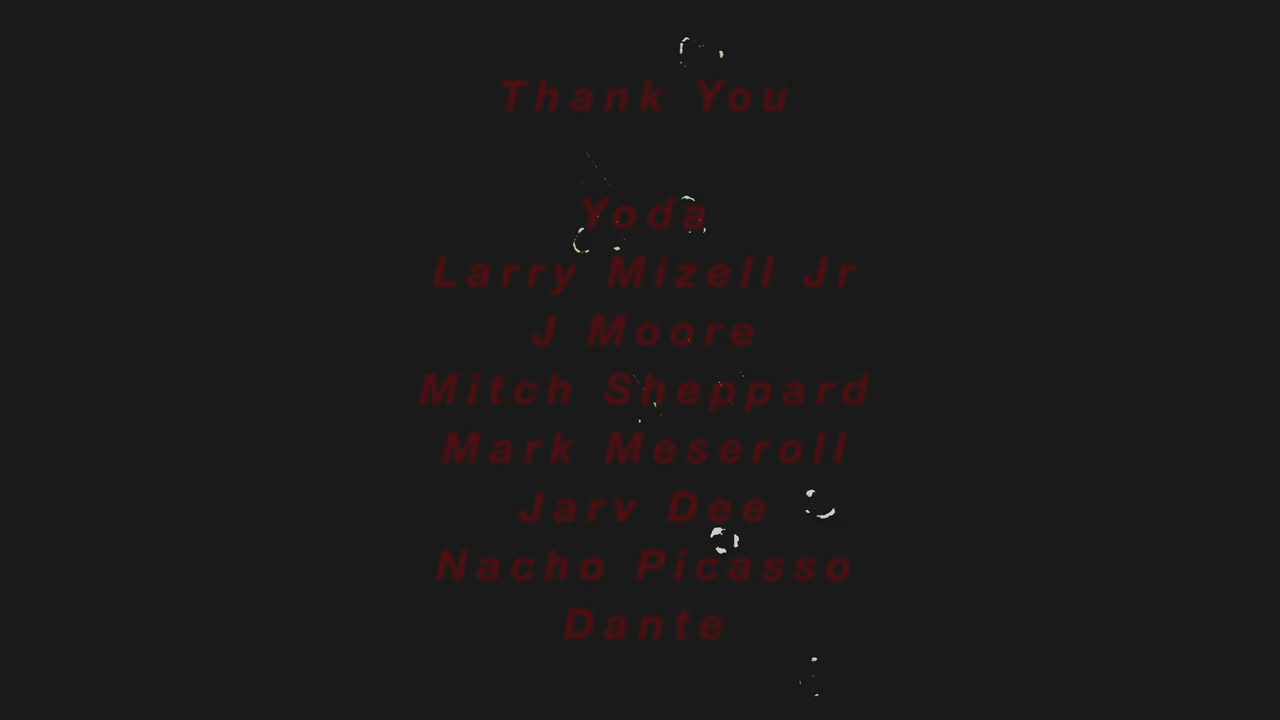 Thank You
Yoda
Larry Mizell Jr
J Moore
Mitch Sheppard
Mark Meseroll
Jarv Dee
Nacho Picasso
Dante